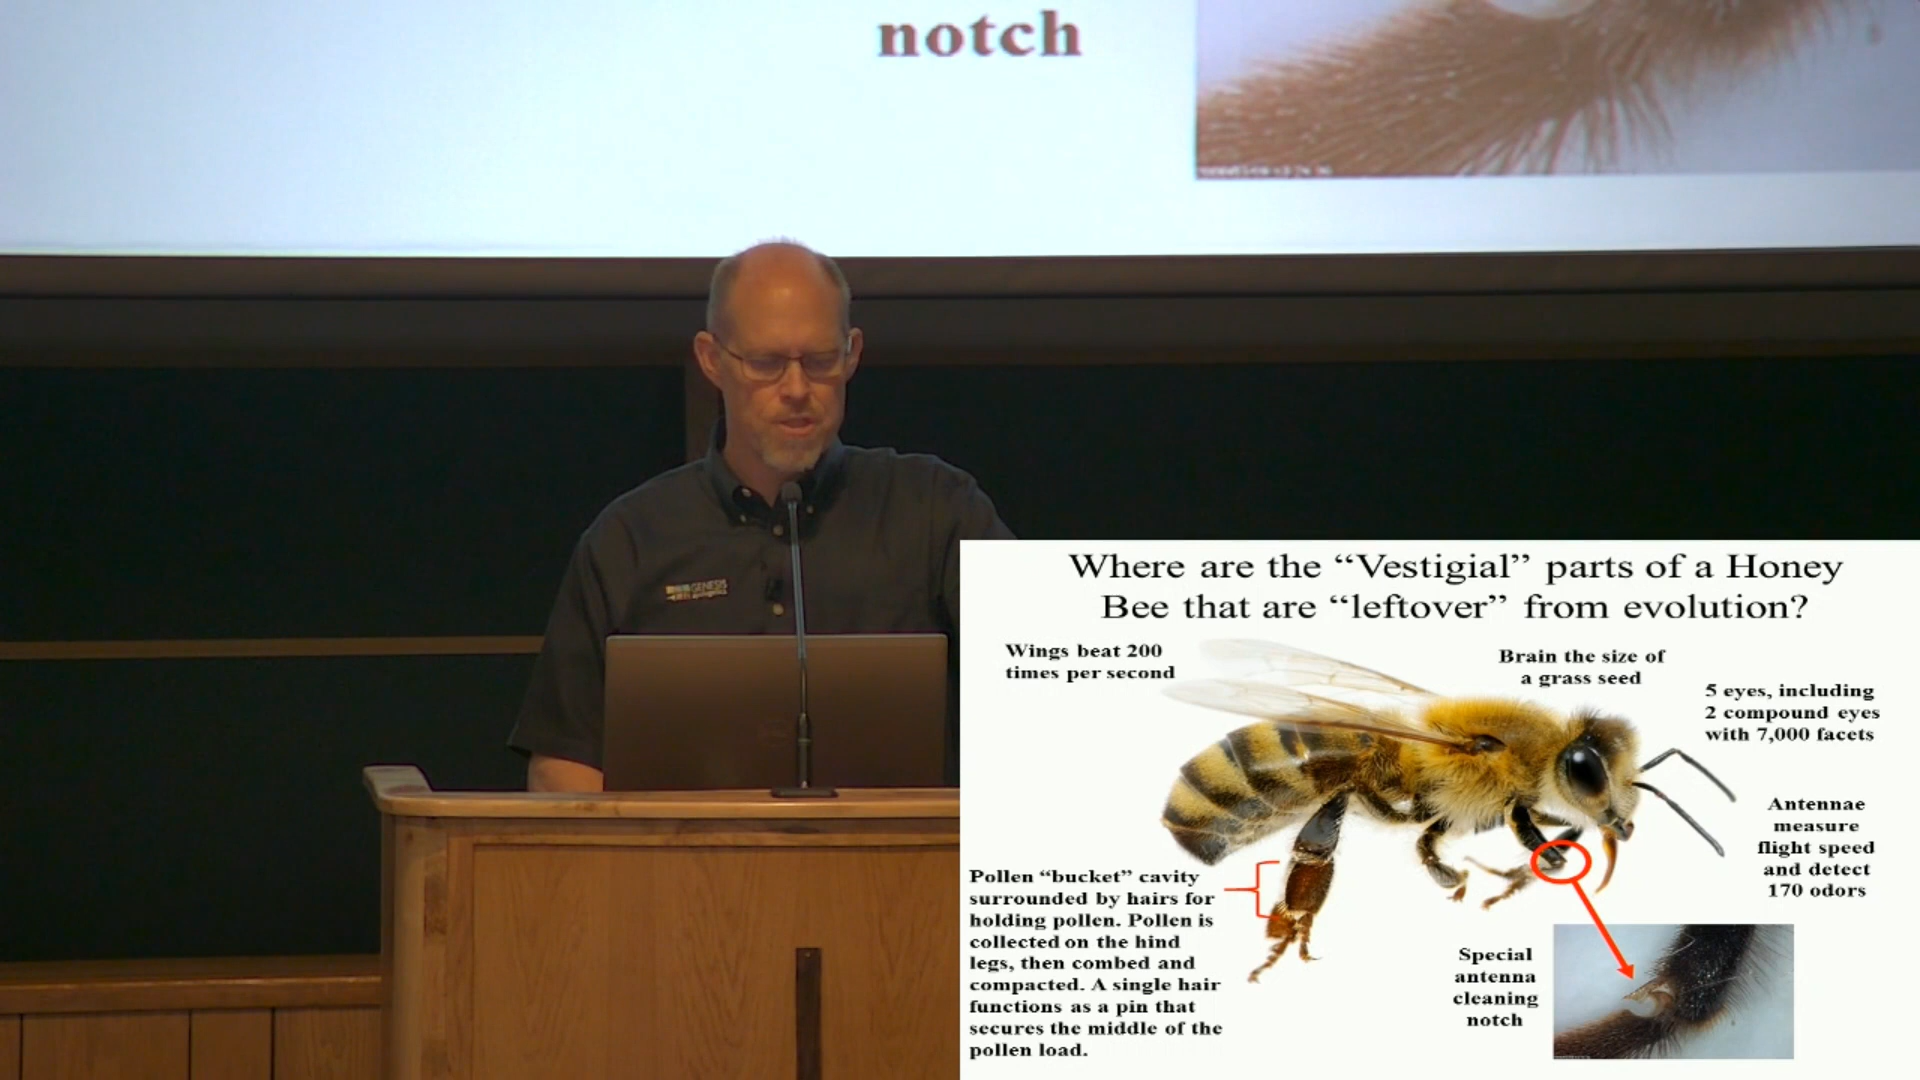 notch
GENESIS
Where are the “Vestigial” parts of a Honey
Bee that are “leftover” from evolution?
Wings beat 200
times per second
Brain the size of
a grass seed
5 eyes, including
2 compound eyes
with 7,000 facets
Antennae
measure
flight speed
and detect
170 odors
Pollen “bucket” cavity
surrounded by hairs for
holding pollen. Pollen is
collected on the hind
legs, then combed and
compacted. A single hair
functions as a pin that
secures the middle of the
pollen load.
Special
antenna
cleaning
notch